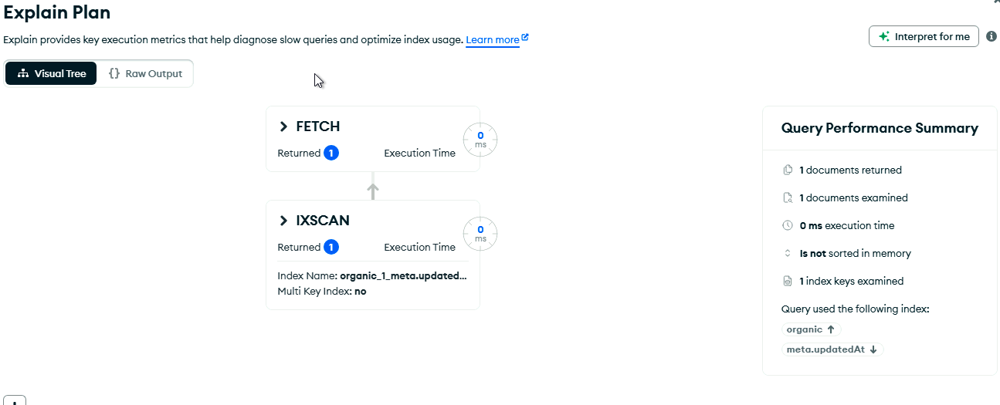 Explain Plan
Explain provides key execution metrics that help diagnose slow queries and optimize index usage. Learn more
Interpret for me
Visual Tree
Raw Output
FETCH
Returned 1 Execution Time 0 ms
IXSCAN
Returned 1 Execution Time 0 ms
Index Name: organic_1_meta.updated...
Multi Key Index: no
Query Performance Summary
1 documents returned
1 documents examined
0 ms execution time
Is not sorted in memory
1 index keys examined
Query used the following index:
organic ↑
meta.updatedAt ↓